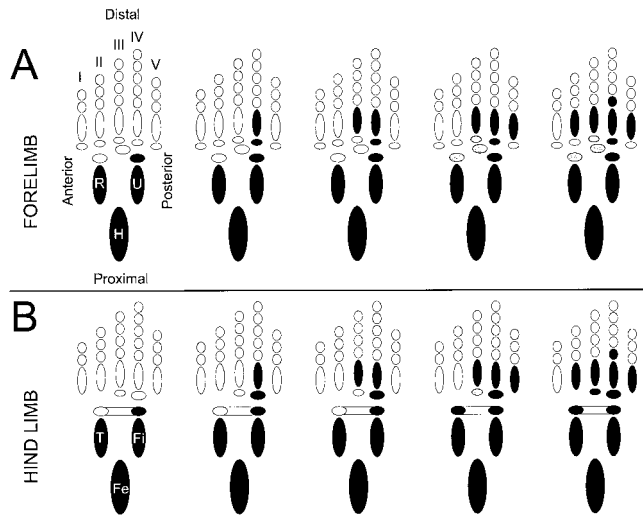 Distal
A
I
II
III
IV
V
FORELIMB
Anterior
Posterior
R
U
H
Proximal
B
HIND LIMB
T
Fi
Fe